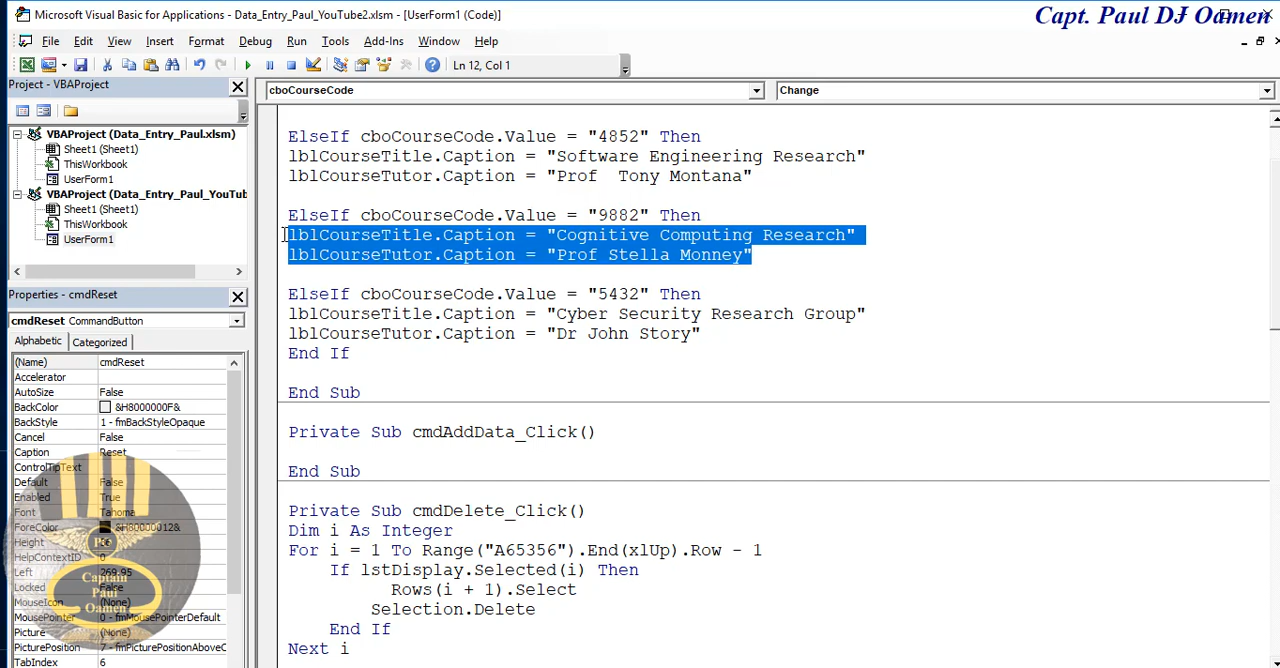 Microsoft Visual Basic for Applications - Data_Entry_Paul_YouTube2.xlsm - [UserForm1 (Code)]
Capt. Paul DJ Oamen
File Edit View Insert Format Debug Run Tools Add-Ins Window Help
Ln 12, Col 1
Project - VBAProject
cboCourseCode
Change
VBAProject (Data_Entry_Paul.xlsm)
Sheet1 (Sheet1)
ThisWorkbook
UserForm1
VBAProject (Data_Entry_Paul_YouTub
Sheet1 (Sheet1)
ThisWorkbook
UserForm1
Properties - cmdReset
cmdReset CommandButton
Alphabetic Categorized
(Name) cmdReset
Accelerator
AutoSize False
BackColor &H8000000F&
BackStyle 1 - fmBackStyleOpaque
Cancel False
Caption Reset
ControlTipText
Default False
Enabled True
Font Tahoma
ForeColor &H80000012&
Height
HelpContextID 0
Left 269.95
Locked False
MouseIcon (None)
MousePointer 0 - fmMousePointerDefault
Picture (None)
PicturePosition 7 - fmPicturePositionAboveC
TabIndex 6
Captain
Paul
Oamen
ElseIf cboCourseCode.Value = "4852" Then
lblCourseTitle.Caption = "Software Engineering Research"
lblCourseTutor.Caption = "Prof  Tony Montana"
ElseIf cboCourseCode.Value = "9882" Then
lblCourseTitle.Caption = "Cognitive Computing Research"
lblCourseTutor.Caption = "Prof Stella Monney"
ElseIf cboCourseCode.Value = "5432" Then
lblCourseTitle.Caption = "Cyber Security Research Group"
lblCourseTutor.Caption = "Dr John Story"
End If
End Sub
Private Sub cmdAddData_Click()
End Sub
Private Sub cmdDelete_Click()
Dim i As Integer
For i = 1 To Range("A65356").End(xlUp).Row - 1
If lstDisplay.Selected(i) Then
Rows(i + 1).Select
Selection.Delete
End If
Next i